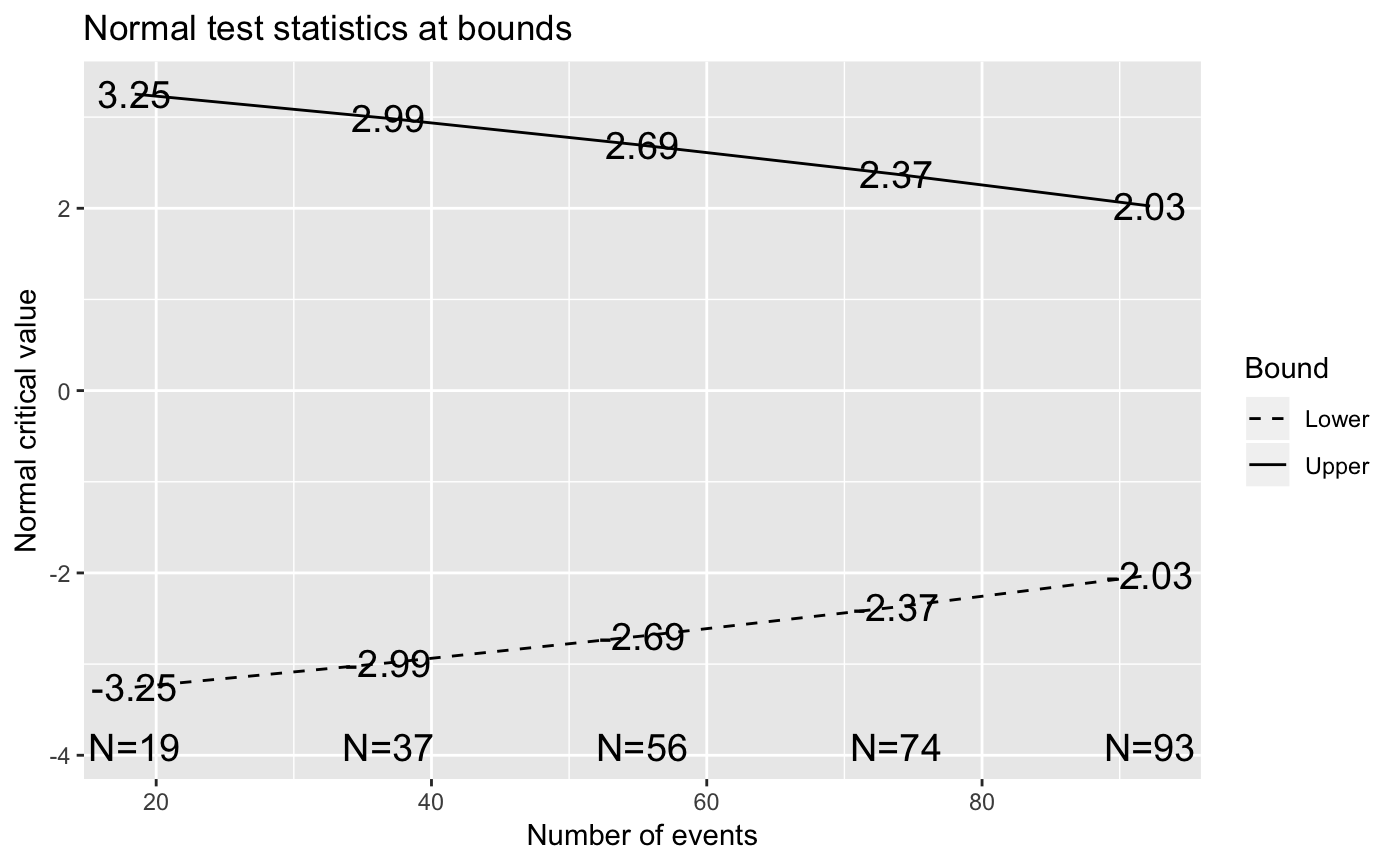 Normal test statistics at bounds
3.25
2.99
2.69
2.37
2.03
2
0
-2
-4
Normal critical value
-3.25
-2.99
-2.69
-2.37
-2.03
N=19
N=37
N=56
N=74
N=93
20
40
60
80
Number of events
Bound
Lower
Upper